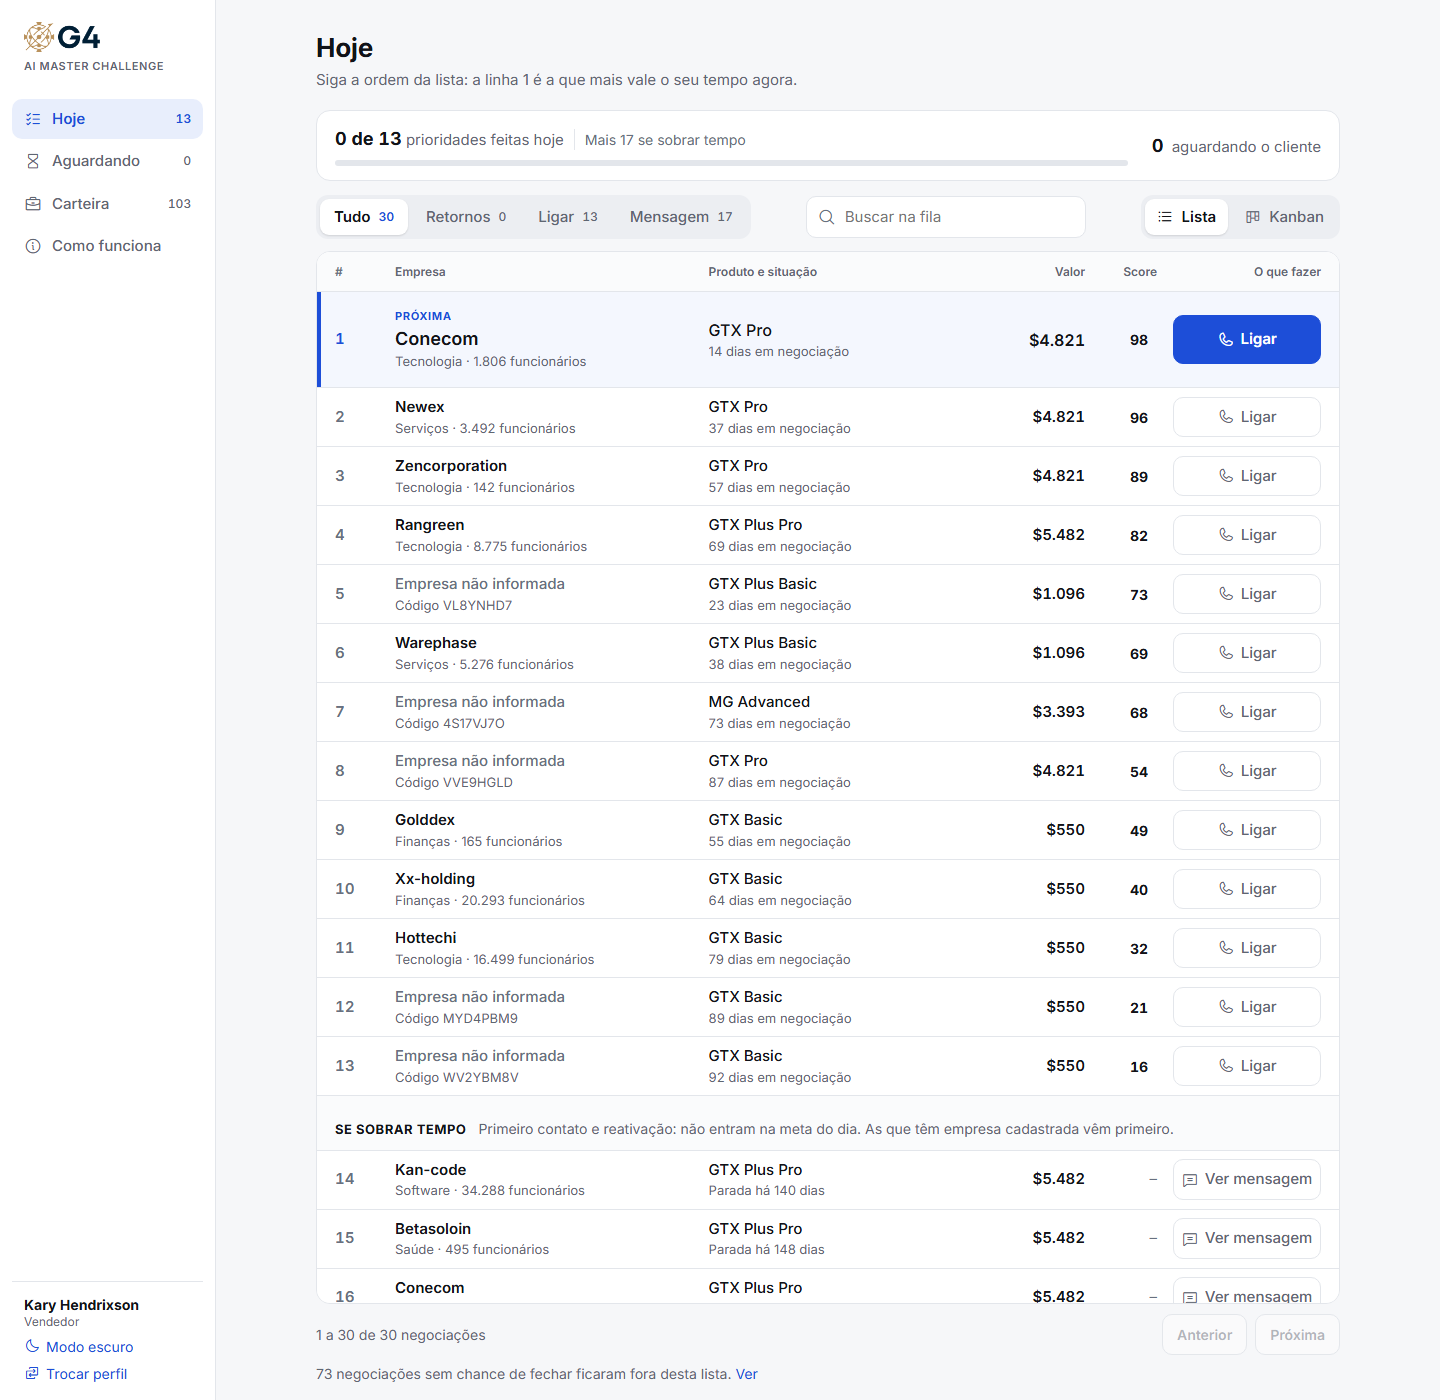 G4
AI MASTER CHALLENGE
Hoje 13
Aguardando 0
Carteira 103
Como funciona
Kary Hendrixson
Vendedor
Modo escuro
Trocar perfil
Hoje
Siga a ordem da lista: a linha 1 é a que mais vale o seu tempo agora.
0 de 13 prioridades feitas hoje Mais 17 se sobrar tempo
0 aguardando o cliente
Tudo 30 Retornos 0 Ligar 13 Mensagem 17
Buscar na fila
Lista Kanban
# Empresa Produto e situação Valor Score O que fazer
PRÓXIMA
1 Conecom GTX Pro $4.821 98 Ligar
Tecnologia · 1.806 funcionários 14 dias em negociação
2 Newex GTX Pro $4.821 96 Ligar
Serviços · 3.492 funcionários 37 dias em negociação
3 Zencorporation GTX Pro $4.821 89 Ligar
Tecnologia · 142 funcionários 57 dias em negociação
4 Rangreen GTX Plus Pro $5.482 82 Ligar
Tecnologia · 8.775 funcionários 69 dias em negociação
5 Empresa não informada GTX Plus Basic $1.096 73 Ligar
Código VL8YNHD7 23 dias em negociação
6 Warephase GTX Plus Basic $1.096 69 Ligar
Serviços · 5.276 funcionários 38 dias em negociação
7 Empresa não informada MG Advanced $3.393 68 Ligar
Código 4S17VJ7O 73 dias em negociação
8 Empresa não informada GTX Pro $4.821 54 Ligar
Código VVE9HGLD 87 dias em negociação
9 Golddex GTX Basic $550 49 Ligar
Finanças · 165 funcionários 55 dias em negociação
10 Xx-holding GTX Basic $550 40 Ligar
Finanças · 20.293 funcionários 64 dias em negociação
11 Hottechi GTX Basic $550 32 Ligar
Tecnologia · 16.499 funcionários 79 dias em negociação
12 Empresa não informada GTX Basic $550 21 Ligar
Código MYD4PBM9 89 dias em negociação
13 Empresa não informada GTX Basic $550 16 Ligar
Código WV2YBM8V 92 dias em negociação
SE SOBRAR TEMPO Primeiro contato e reativação: não entram na meta do dia. As que têm empresa cadastrada vêm primeiro.
14 Kan-code GTX Plus Pro $5.482 – Ver mensagem
Software · 34.288 funcionários Parada há 140 dias
15 Betasoloin GTX Plus Pro $5.482 – Ver mensagem
Saúde · 495 funcionários Parada há 148 dias
16 Conecom GTX Plus Pro $5.482 – Ver mensagem
1 a 30 de 30 negociações
Anterior Próxima
73 negociações sem chance de fechar ficaram fora desta lista. Ver